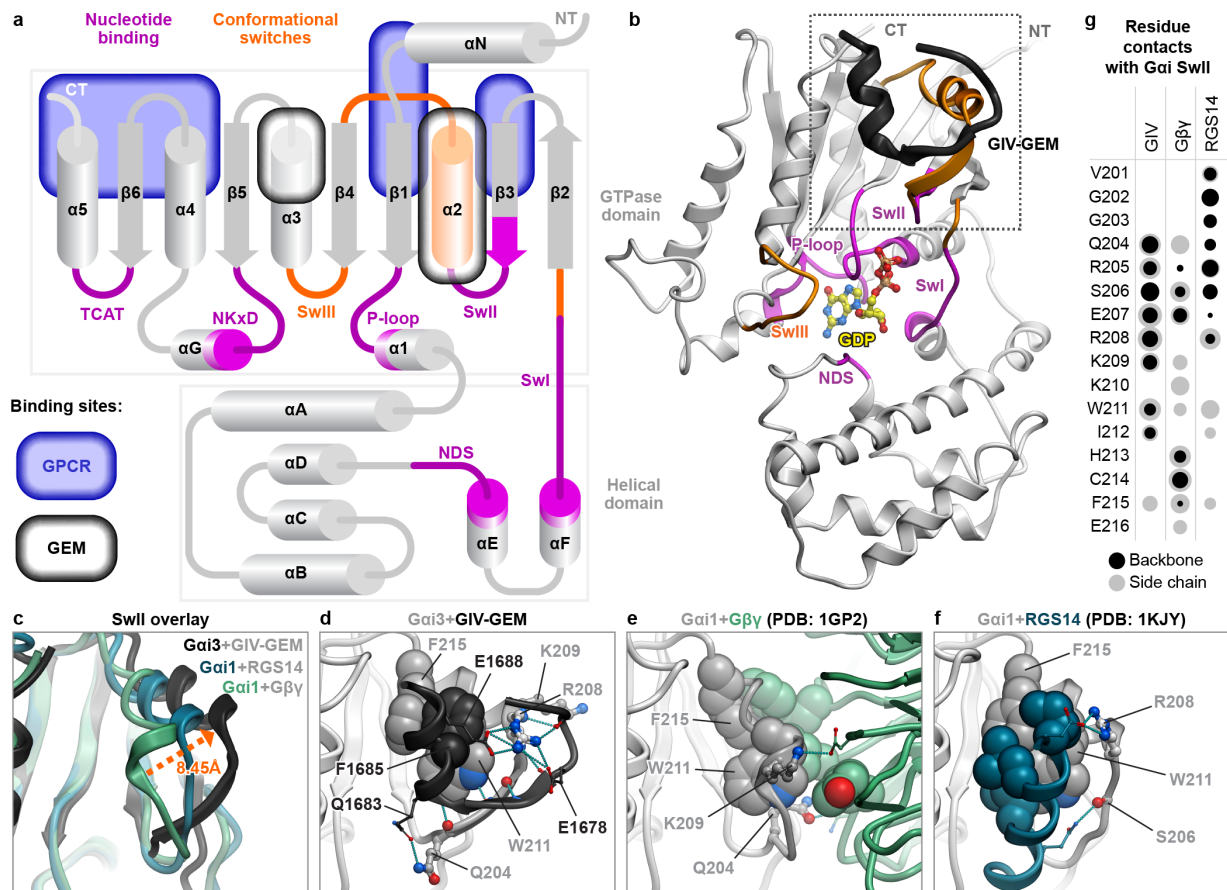 a
Nucleotide
binding
Conformational
switches
αN
NT
CT
α5
β6
α4
β5
α3
β4
β1
α2
β3
β2
TCAT
NKxD
SwIII
P-loop
SwII
αG
α1
SwI
Binding sites:
GPCR
GEM
αA
αD
NDS
αC
αE
αF
αB
Helical
domain
b
CT
NT
GIV-GEM
GTPase
domain
SwII
P-loop
SwI
SwIII
GDP
NDS
g
Residue
contacts
with Gαi SwII
GIV
Gβγ
RGS14
V201
G202
G203
Q204
R205
S206
E207
R208
K209
K210
W211
I212
H213
C214
F215
E216
Backbone
Side chain
c
SwII overlay
Gαi3+GIV-GEM
Gαi1+RGS14
Gαi1+Gβγ
8.45Å
d
Gαi3+GIV-GEM
F215
E1688
K209
R208
F1685
Q1683
W211
E1678
Q204
e
Gαi1+Gβγ (PDB: 1GP2)
F215
W211
K209
Q204
f
Gαi1+RGS14 (PDB: 1KJY)
F215
R208
W211
S206